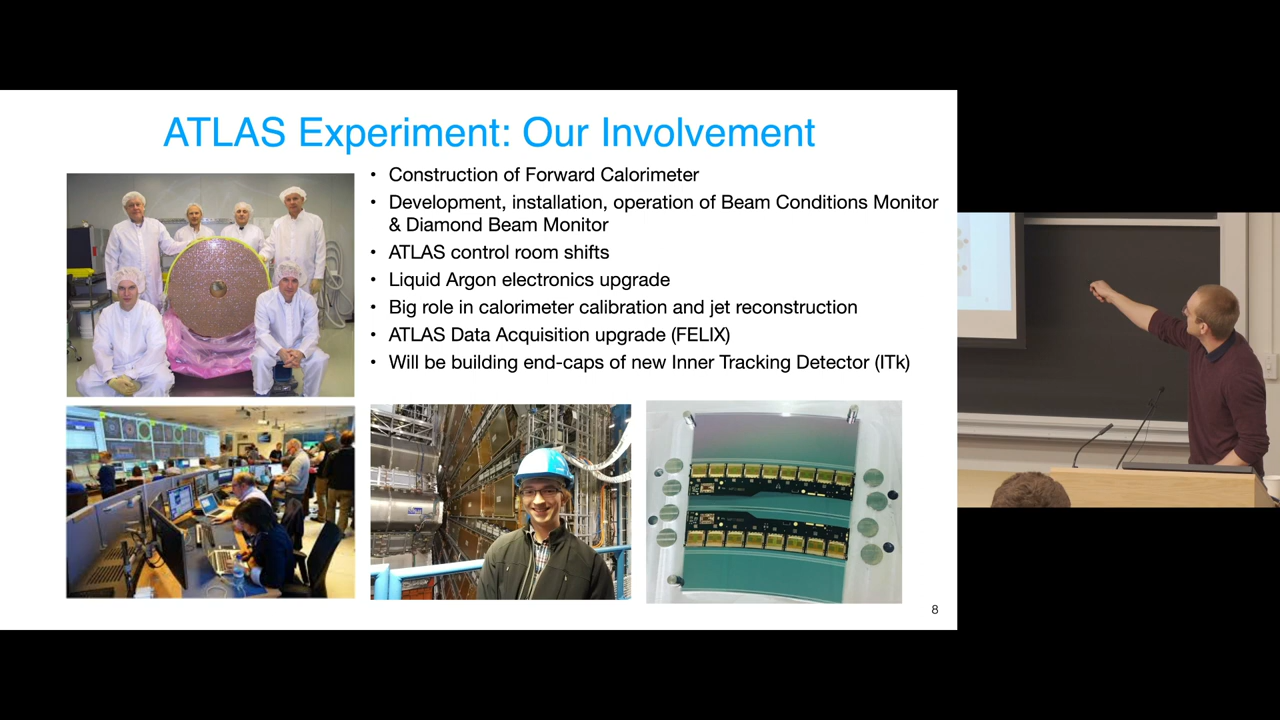 ATLAS Experiment: Our Involvement
• Construction of Forward Calorimeter
• Development, installation, operation of Beam Conditions Monitor
& Diamond Beam Monitor
• ATLAS control room shifts
• Liquid Argon electronics upgrade
• Big role in calorimeter calibration and jet reconstruction
• ATLAS Data Acquisition upgrade (FELIX)
• Will be building end-caps of new Inner Tracking Detector (ITk)
8